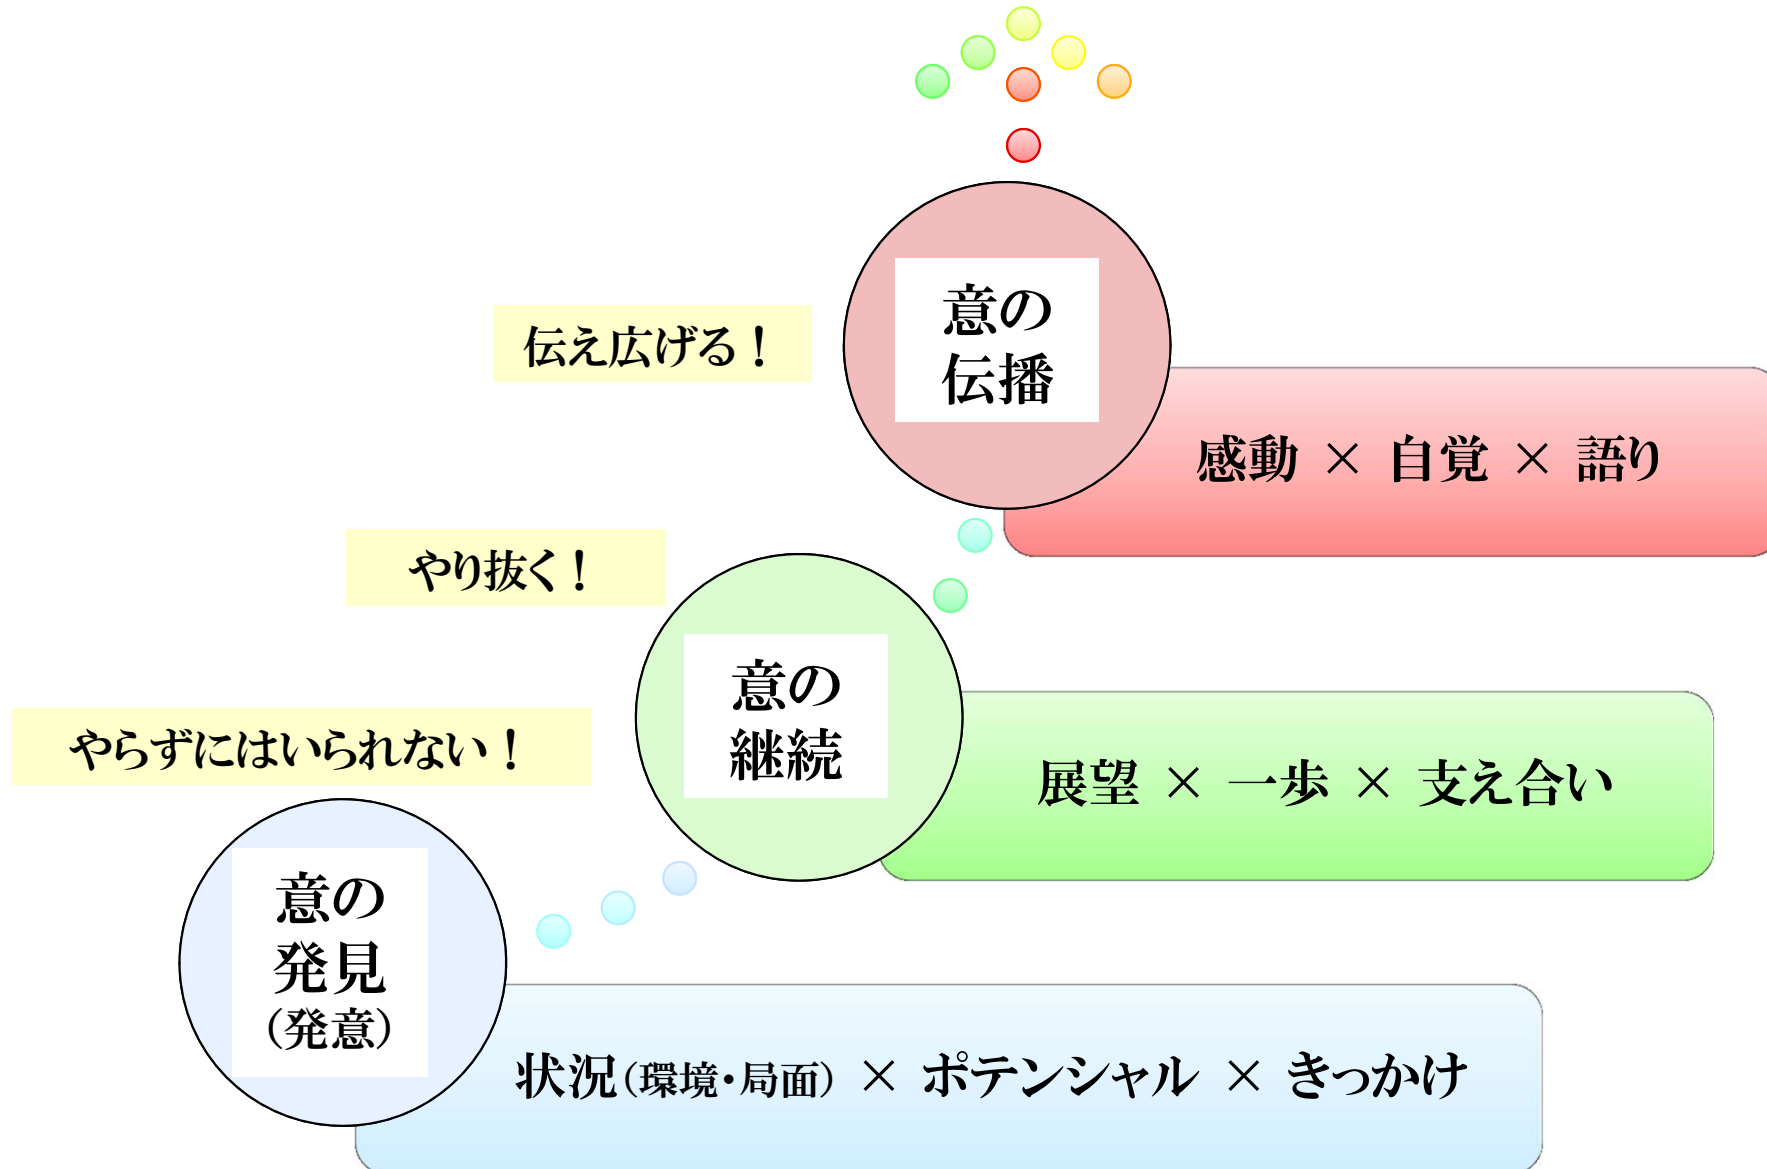 伝え広げる！
意の
伝播
感動 × 自覚 × 語り
やり抜く！
意の
継続
展望 × 一歩 × 支え合い
やらずにはいられない！
意の
発見
（発意）
状況（環境・局面） × ポテンシャル × きっかけ